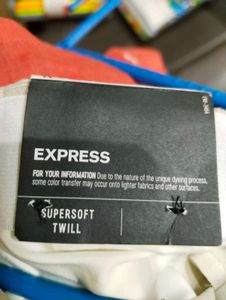 EXPRESS
FOR YOUR INFORMATION Due to the nature of the unique dyeing process,
some color transfer may occur onto lighter fabrics and other surfaces.
SUPERSOFT
TWILL